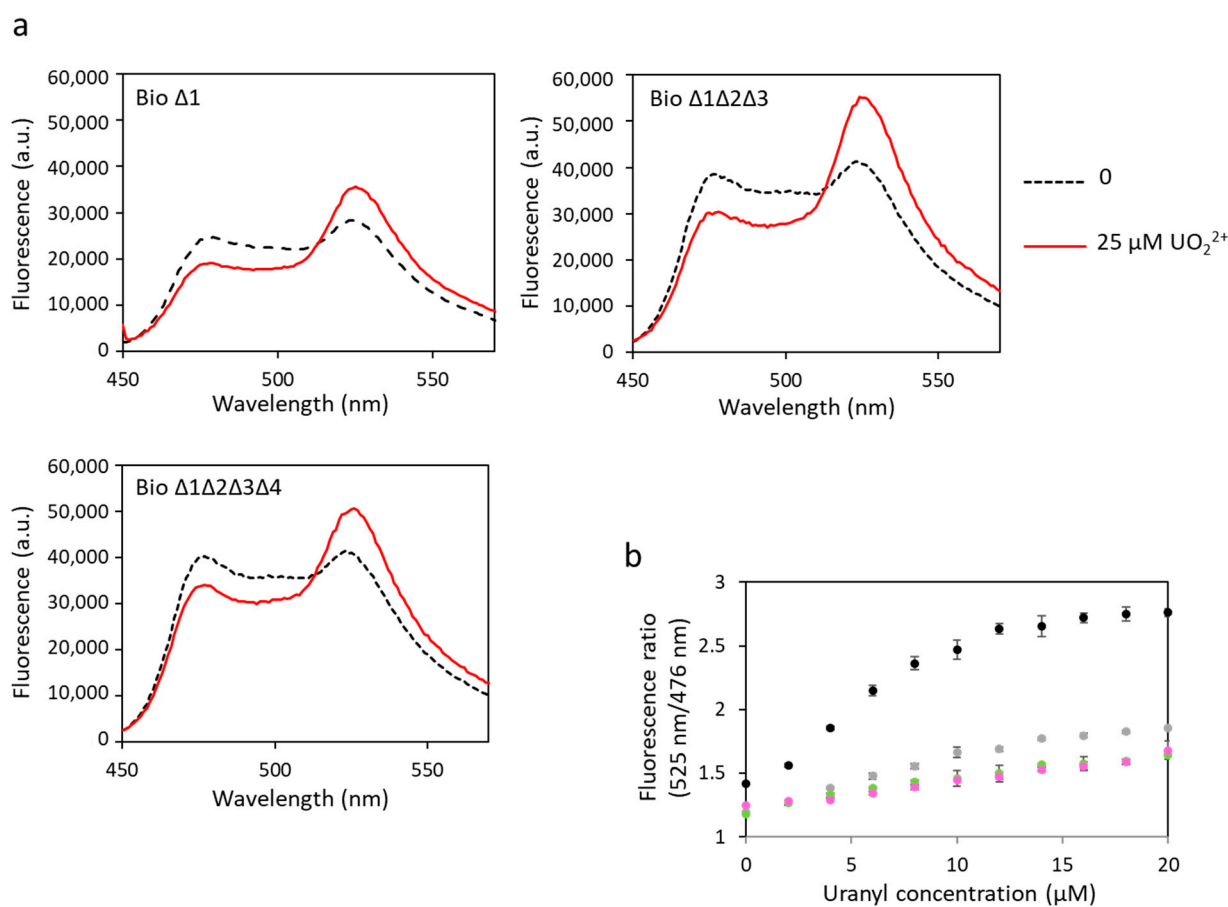 a
60,000
50,000
40,000
30,000
20,000
10,000
0
Fluorescence (a.u.)
Bio Δ1
450
500
550
Wavelength (nm)
60,000
50,000
40,000
30,000
20,000
10,000
0
Fluorescence (a.u.)
Bio Δ1Δ2Δ3
450
500
550
Wavelength (nm)
0
25 µM UO₂²⁺
60,000
50,000
40,000
30,000
20,000
10,000
0
Fluorescence (a.u.)
Bio Δ1Δ2Δ3Δ4
450
500
550
Wavelength (nm)
b
3
2.5
2
1.5
1
Fluorescence ratio
(525 nm/476 nm)
0
5
10
15
20
Uranyl concentration (µM)